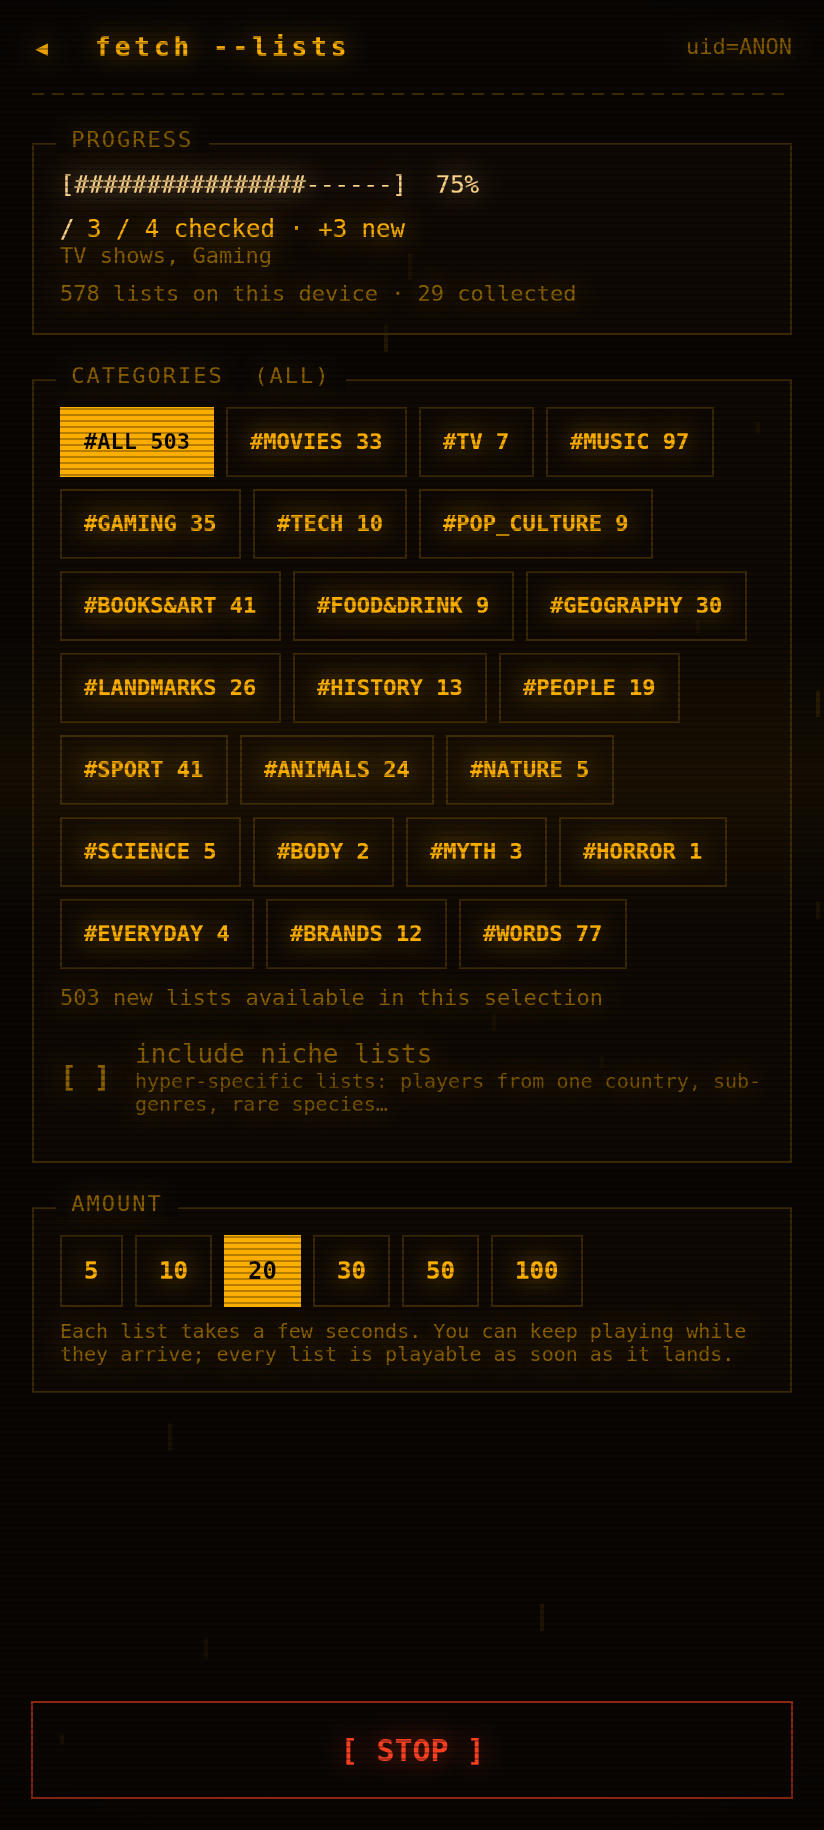 ◂ fetch --lists uid=ANON
PROGRESS
[################------] 75%
/ 3 / 4 checked · +3 new
TV shows, Gaming
578 lists on this device · 29 collected
CATEGORIES (ALL)
#ALL 503 #MOVIES 33 #TV 7 #MUSIC 97
#GAMING 35 #TECH 10 #POP_CULTURE 9
#BOOKS&ART 41 #FOOD&DRINK 9 #GEOGRAPHY 30
#LANDMARKS 26 #HISTORY 13 #PEOPLE 19
#SPORT 41 #ANIMALS 24 #NATURE 5
#SCIENCE 5 #BODY 2 #MYTH 3 #HORROR 1
#EVERYDAY 4 #BRANDS 12 #WORDS 77
503 new lists available in this selection
[ ] include niche lists
hyper-specific lists: players from one country, sub-
genres, rare species…
AMOUNT
5 10 20 30 50 100
Each list takes a few seconds. You can keep playing while
they arrive; every list is playable as soon as it lands.
[ STOP ]